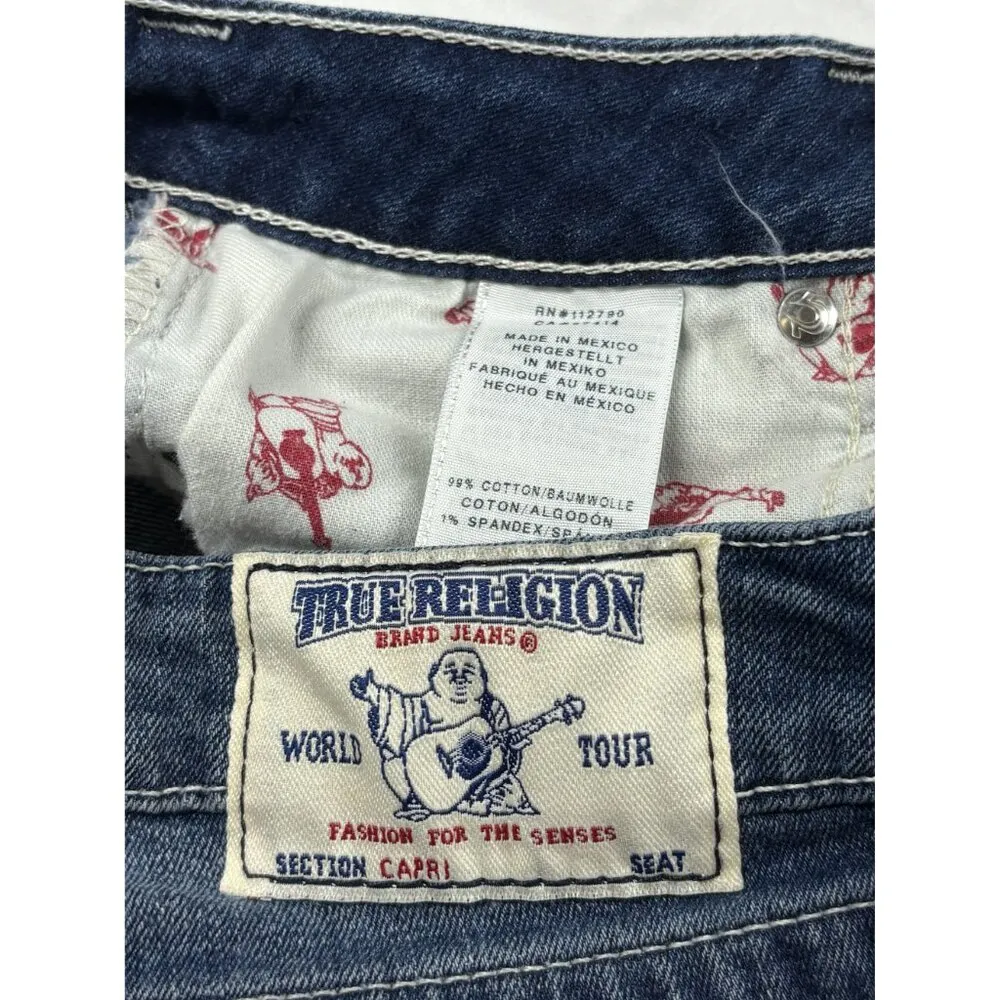 RN#112790
MADE IN MEXICO
HERGESTELLT
IN MEXIKO
FABRIQUÉ AU MEXIQUE
HECHO EN MÉXICO
99% COTTON/BAUMWOLLE
COTON/ALGODÓN
1% SPANDEX/
TRUE RELIGION
BRAND JEANS®
WORLD TOUR
FASHION FOR THE SENSES
SECTION CAPRI SEAT